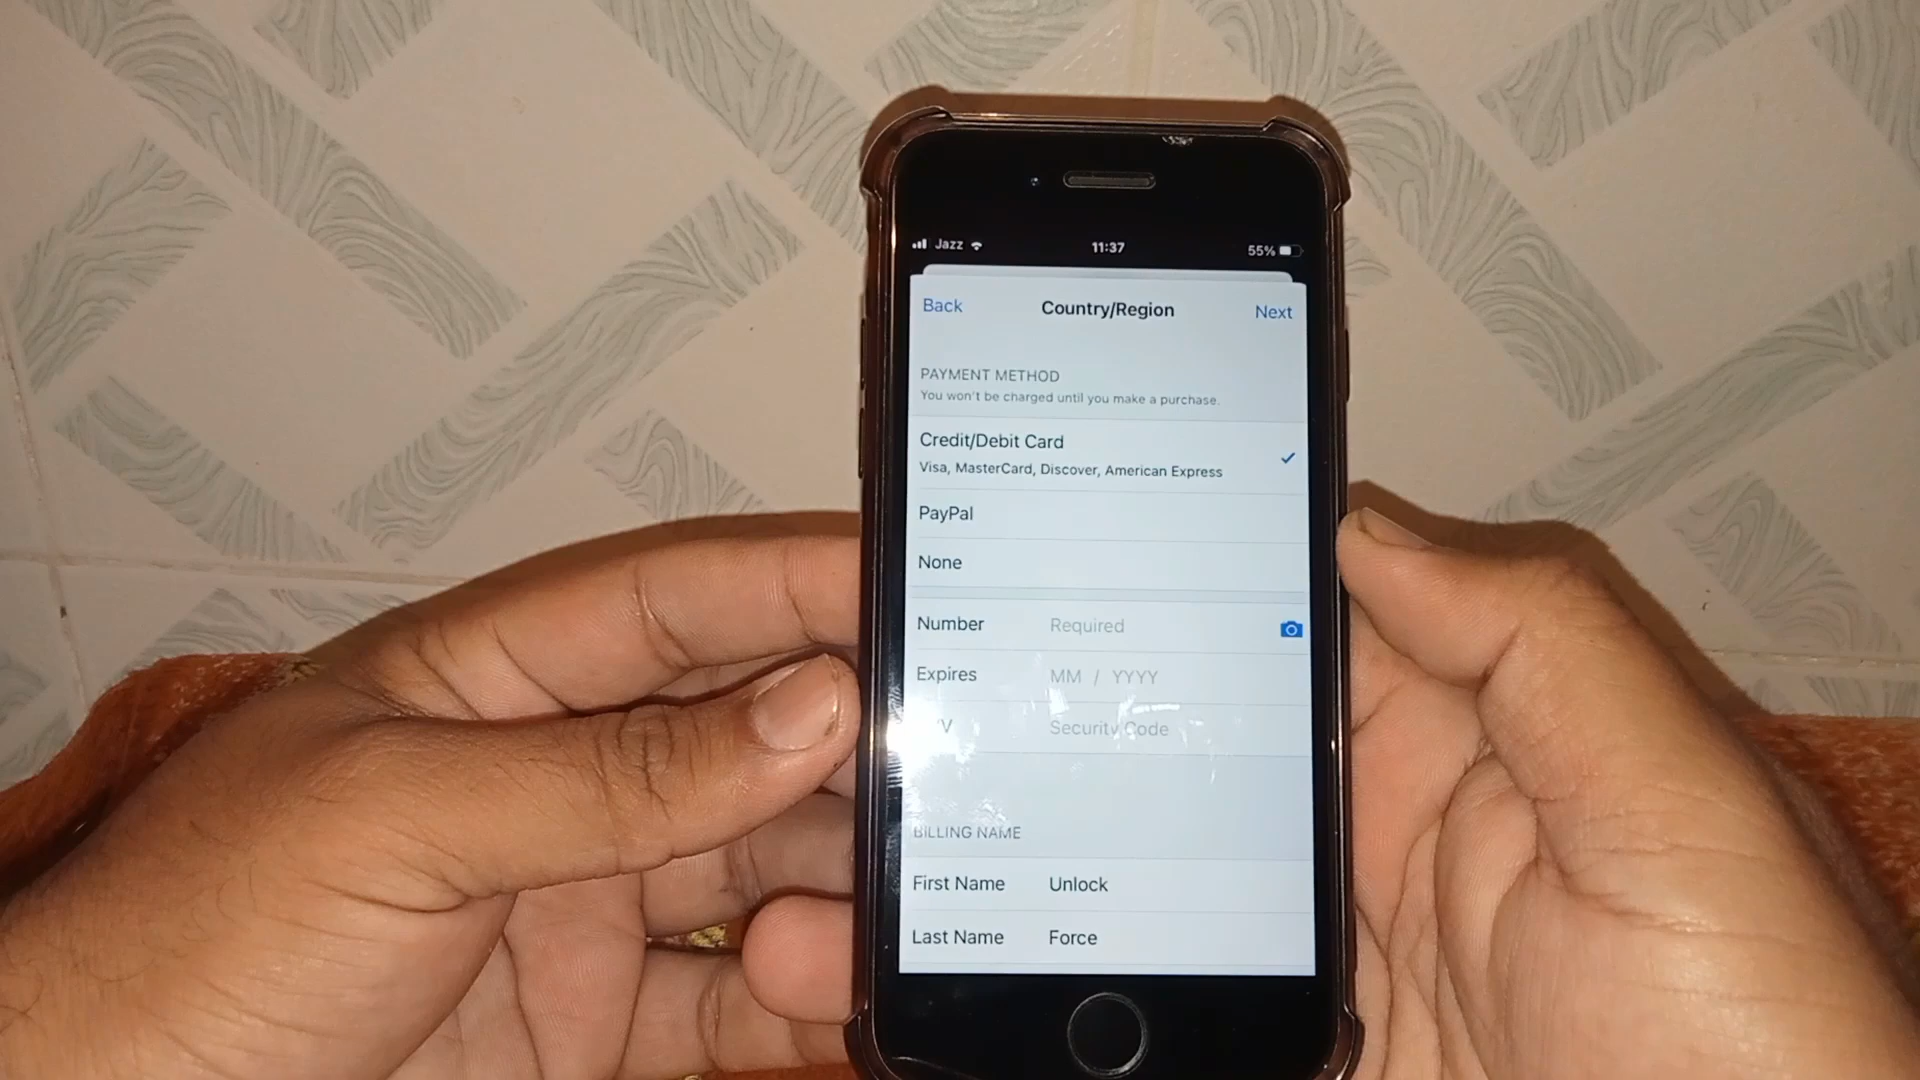 Jazz 11:37 55%
Back Country/Region Next
PAYMENT METHOD
You won't be charged until you make a purchase.
Credit/Debit Card
Visa, MasterCard, Discover, American Express
PayPal
None
Number Required
Expires MM / YYYY
Security Code
BILLING NAME
First Name Unlock
Last Name Force